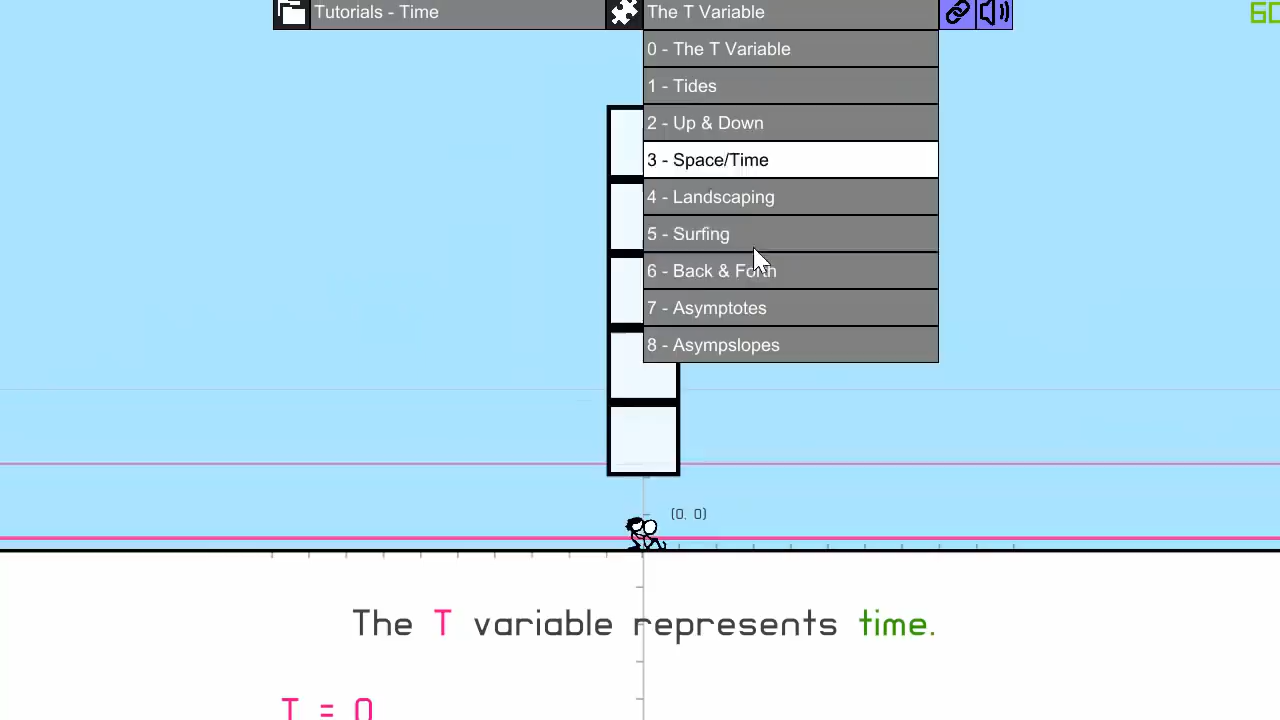 Tutorials - Time
The T Variable
60
0 - The T Variable
1 - Tides
2 - Up & Down
3 - Space/Time
4 - Landscaping
5 - Surfing
6 - Back & Forth
7 - Asymptotes
8 - Asympslopes
(0, 0)
The T variable represents time.
T = 0